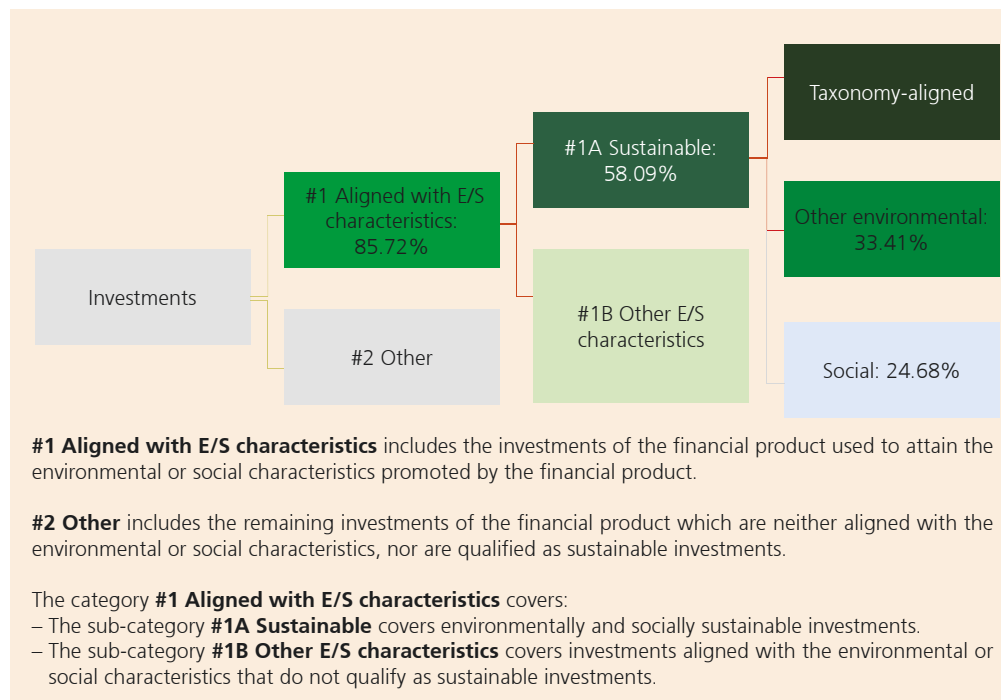 Taxonomy-aligned
#1A Sustainable:
58.09%
#1 Aligned with E/S
characteristics:
85.72%
Other environmental:
33.41%
Investments
#1B Other E/S
characteristics
#2 Other
Social: 24.68%
#1 Aligned with E/S characteristics includes the investments of the financial product used to attain the
environmental or social characteristics promoted by the financial product.
#2 Other includes the remaining investments of the financial product which are neither aligned with the
environmental or social characteristics, nor are qualified as sustainable investments.
The category #1 Aligned with E/S characteristics covers:
– The sub-category #1A Sustainable covers environmentally and socially sustainable investments.
– The sub-category #1B Other E/S characteristics covers investments aligned with the environmental or
social characteristics that do not qualify as sustainable investments.